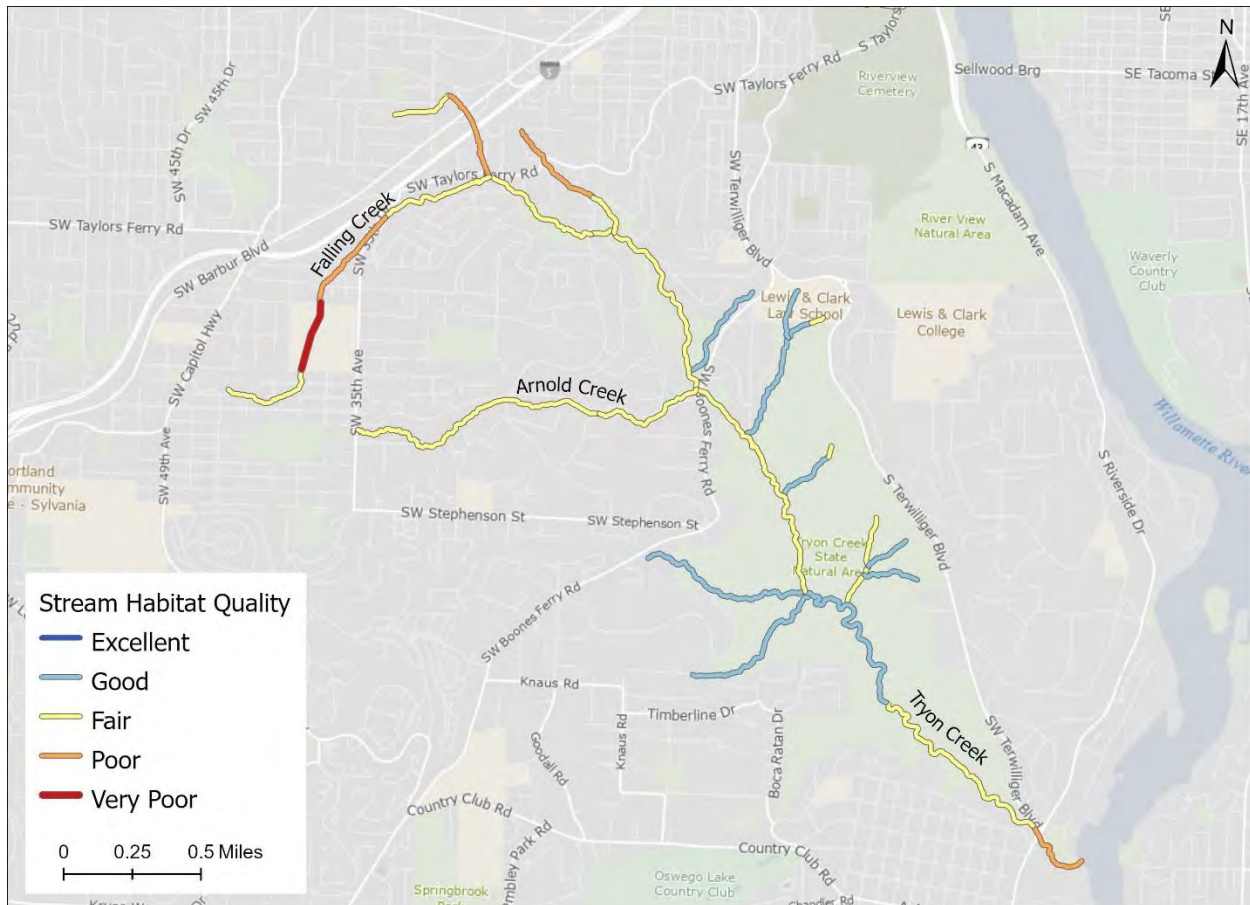 N
SE
SE
S Taylors
SW Taylors Ferry Rd
Riverview
Cemetery
Sellwood Brg
SE Tacoma St
SE 17th Ave
5
43
SW 45th Dr
SW 45th Dr
SW Taylors Ferry Rd
SW Terwilliger Blvd
S Macadam Ave
River View
Natural Area
Waverly
Country
Club
SW Taylors Ferry Rd
Falling Creek
SW 35th
SW Barbur Blvd
SW Capitol Hwy
Lewis & Clark
Law School
Lewis & Clark
College
Arnold Creek
SW 35th Ave
SW Boones Ferry Rd
Willamette River
SW 49th Ave
ortland
mmunity
e - Sylvania
S Riverside Dr
SW Stephenson St
SW Stephenson St
S Terwilliger Blvd
Tryon Creek
State
Natural Area
SW Boones Ferry Rd
Knaus Rd
Timberline Dr
Knaus Rd
Goodall Rd
Boca Ratan Dr
Tryon Creek
SW Terwilliger Blvd
Country Club Rd
Country Club Rd
Oswego Lake
Country Club
Springbrook
Chandler Rd
Stream Habitat Quality
Excellent
Good
Fair
Poor
Very Poor
0 0.25 0.5 Miles